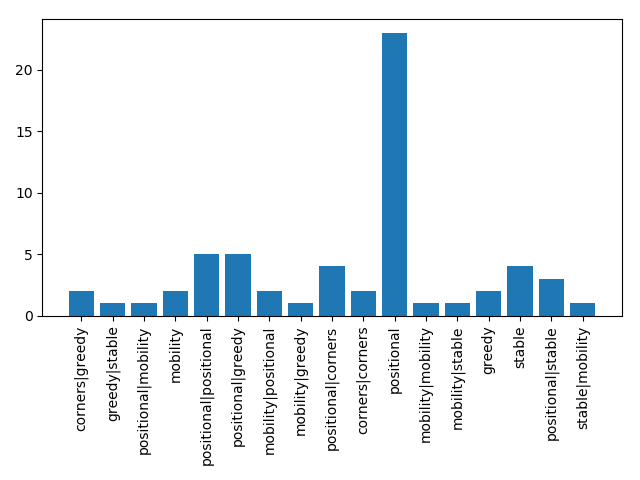 20
15
10
5
0
corners|greedy
greedy|stable
positional|mobility
mobility
positional|positional
positional|greedy
mobility|positional
mobility|greedy
positional|corners
corners|corners
positional
mobility|mobility
mobility|stable
greedy
stable
positional|stable
stable|mobility